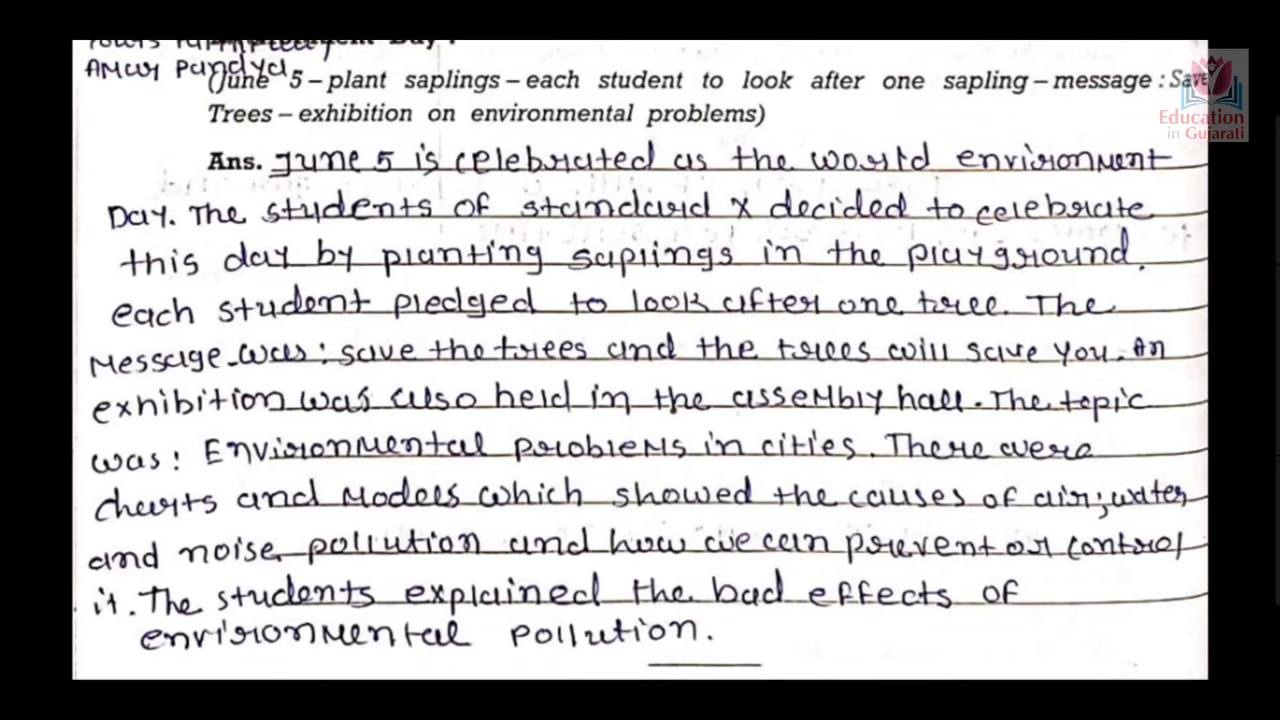 Amar Pandya
(June 5 – plant saplings – each student to look after one sapling – message : Save
Trees – exhibition on environmental problems)
Education
in Gujarati
Ans. June 5 is celebrated as the world environment
Day. The students of standard X decided to celebrate
this day by planting saplings in the playground.
each student pledged to look after one tree. The
Message was: save the trees and the trees will save you. An
exhibition was also held in the assembly hall. The topic
was: Environmental problems in cities. There were
charts and Models which showed the causes of air, water
and noise pollution and how we can prevent or control
it. The students explained the bad effects of
environmental pollution.